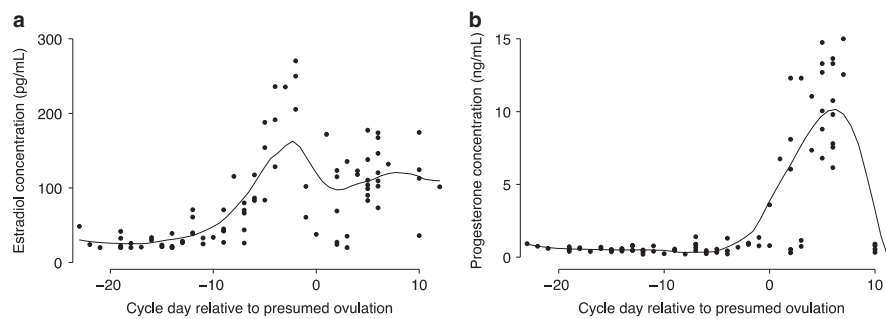 a
b
Estradiol concentration (pg/mL)
300
200
100
0
−20
−10
0
10
Cycle day relative to presumed ovulation
Progesterone concentration (ng/mL)
15
10
5
0
−20
−10
0
10
Cycle day relative to presumed ovulation